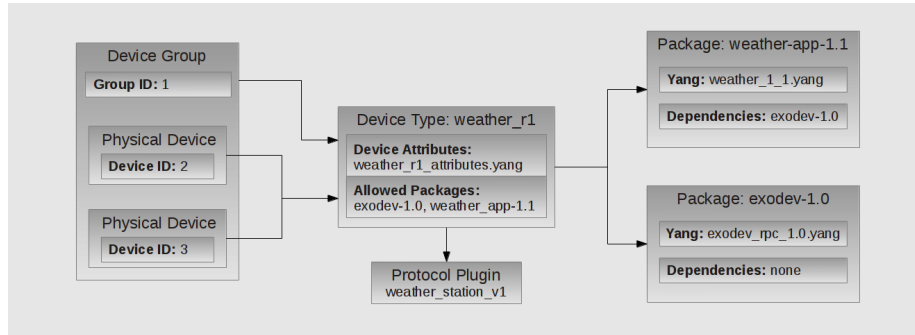 Device Group
Group ID: 1
Physical Device
Device ID: 2
Physical Device
Device ID: 3
Device Type: weather_r1
Device Attributes:
weather_r1_attributes.yang
Allowed Packages:
exodev-1.0, weather_app-1.1
Protocol Plugin
weather_station_v1
Package: weather-app-1.1
Yang: weather_1_1.yang
Dependencies: exodev-1.0
Package: exodev-1.0
Yang: exodev_rpc_1.0.yang
Dependencies: none